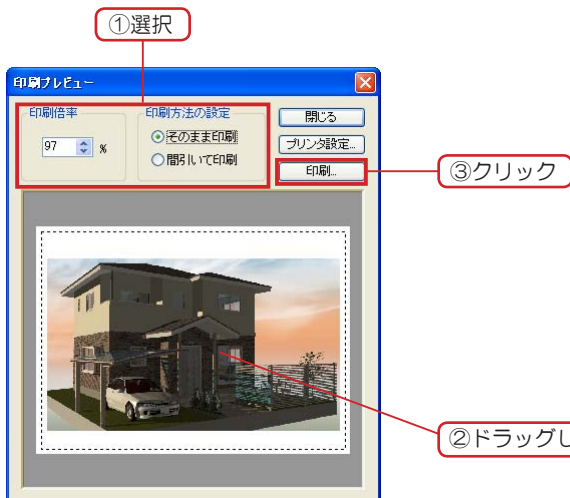 ①選択
印刷プレビュー
印刷倍率
97 %
印刷方法の設定
そのまま印刷
間引いて印刷
閉じる
プリンタ設定...
印刷...
③クリック
②ドラッグし